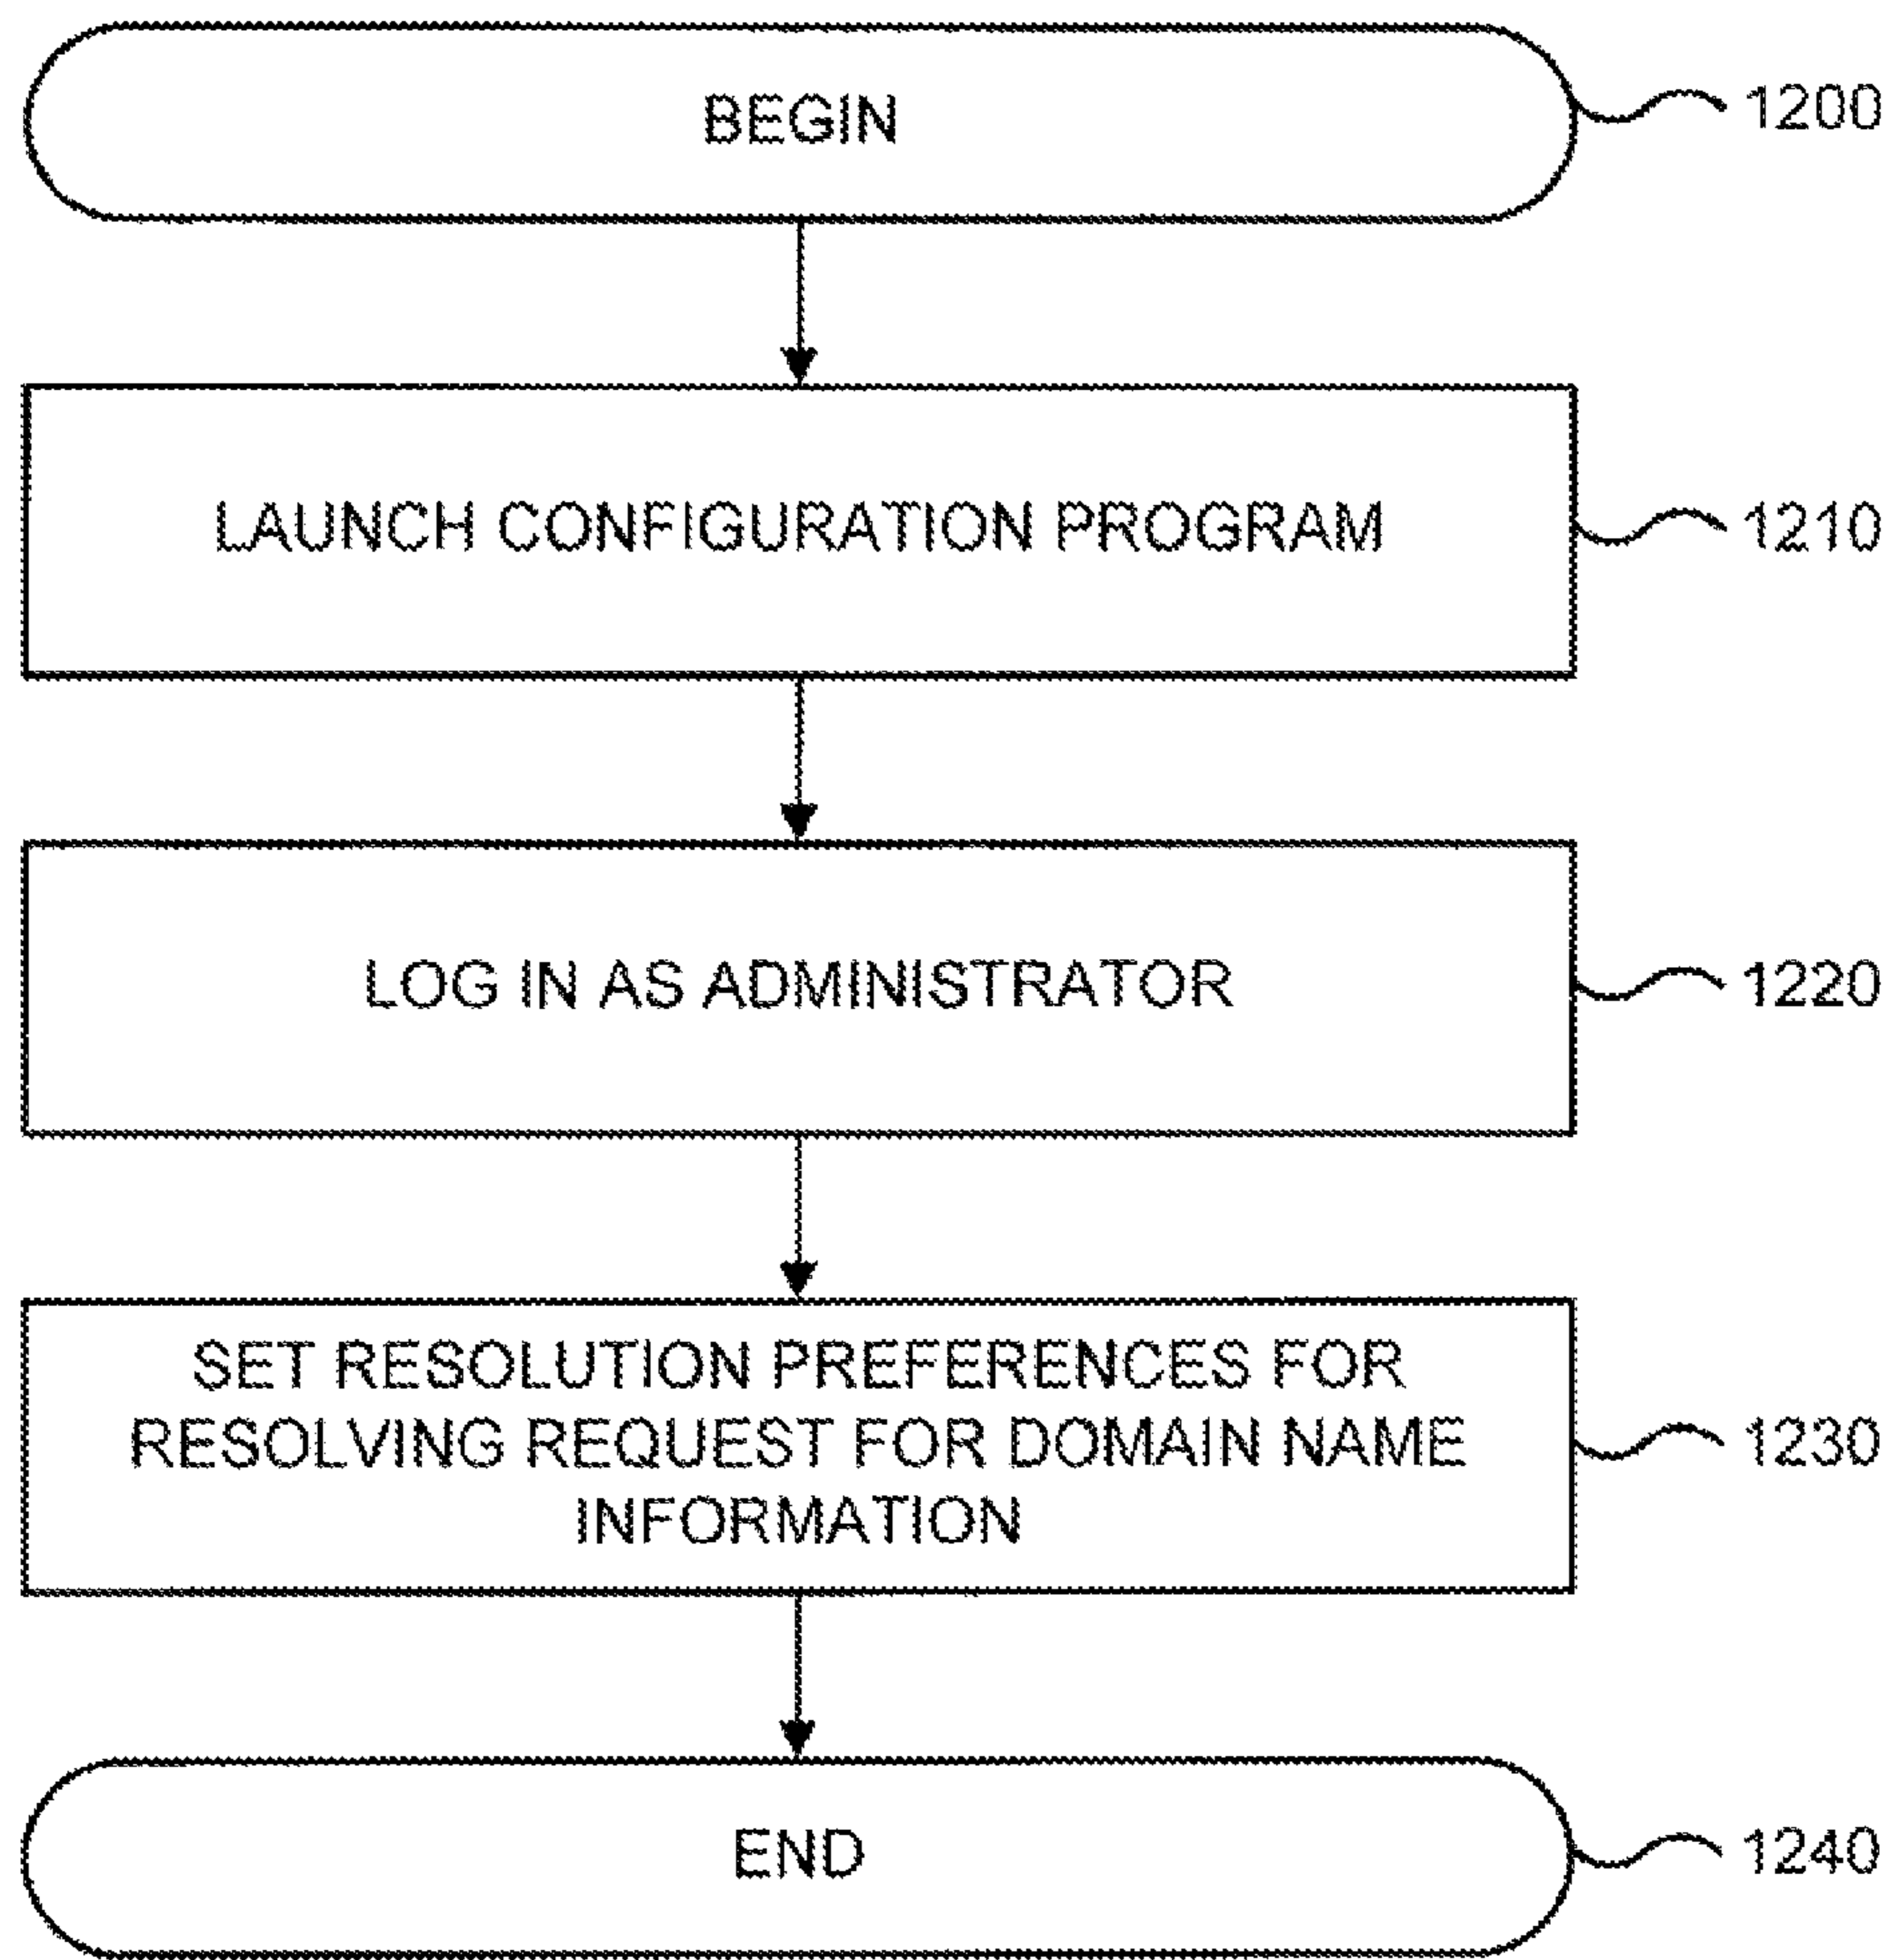 BEGIN
1200
LAUNCH CONFIGURATION PROGRAM
1210
LOG IN AS ADMINISTRATOR
1220
SET RESOLUTION PREFERENCES FOR
RESOLVING REQUEST FOR DOMAIN NAME
INFORMATION
1230
END
1240